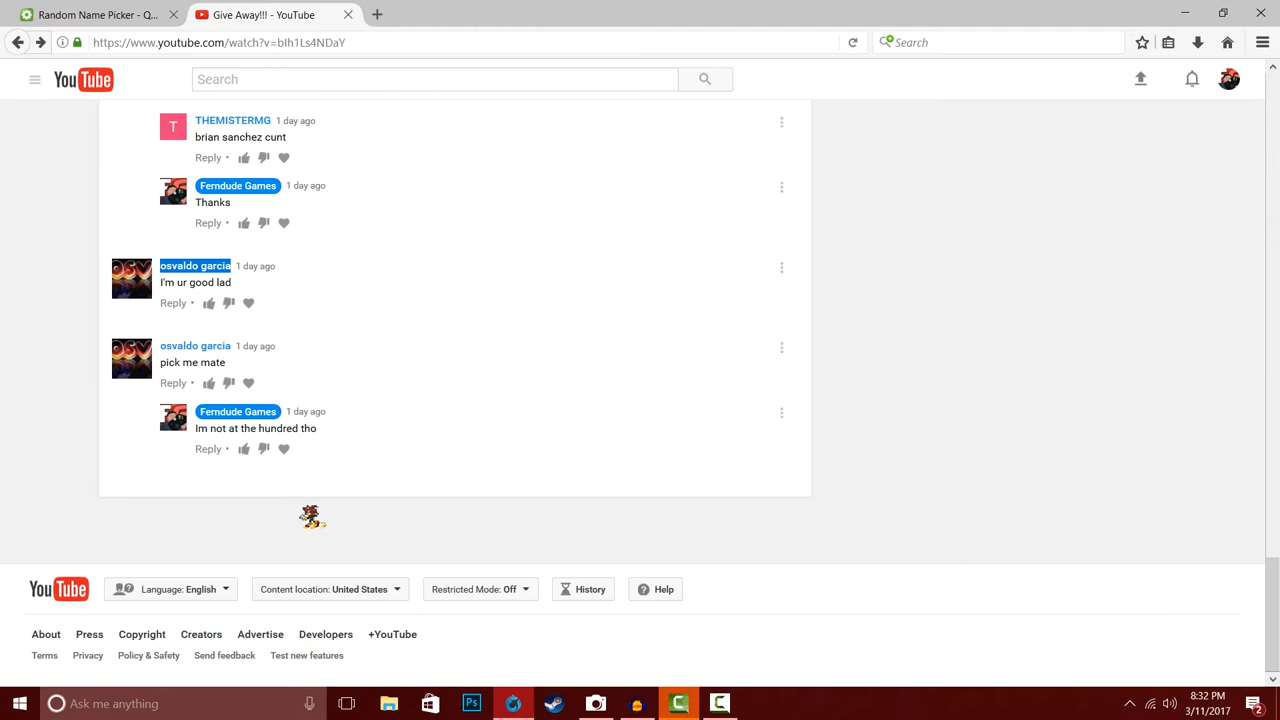 Random Name Picker - Q...
Give Away!!! - YouTube
https://www.youtube.com/watch?v=bIh1Ls4NDaY
Search
YouTube
Search
T
THEMISTERMG 1 day ago
brian sanchez cunt
Reply •
Ferndude Games 1 day ago
Thanks
Reply •
OSV
osvaldo garcia 1 day ago
I'm ur good lad
Reply •
OSV
osvaldo garcia 1 day ago
pick me mate
Reply •
Ferndude Games 1 day ago
Im not at the hundred tho
Reply •
YouTube
Language: English
Content location: United States
Restricted Mode: Off
History
Help
About Press Copyright Creators Advertise Developers +YouTube
Terms Privacy Policy & Safety Send feedback Test new features
Ask me anything
Ps
8:32 PM
3/11/2017
2